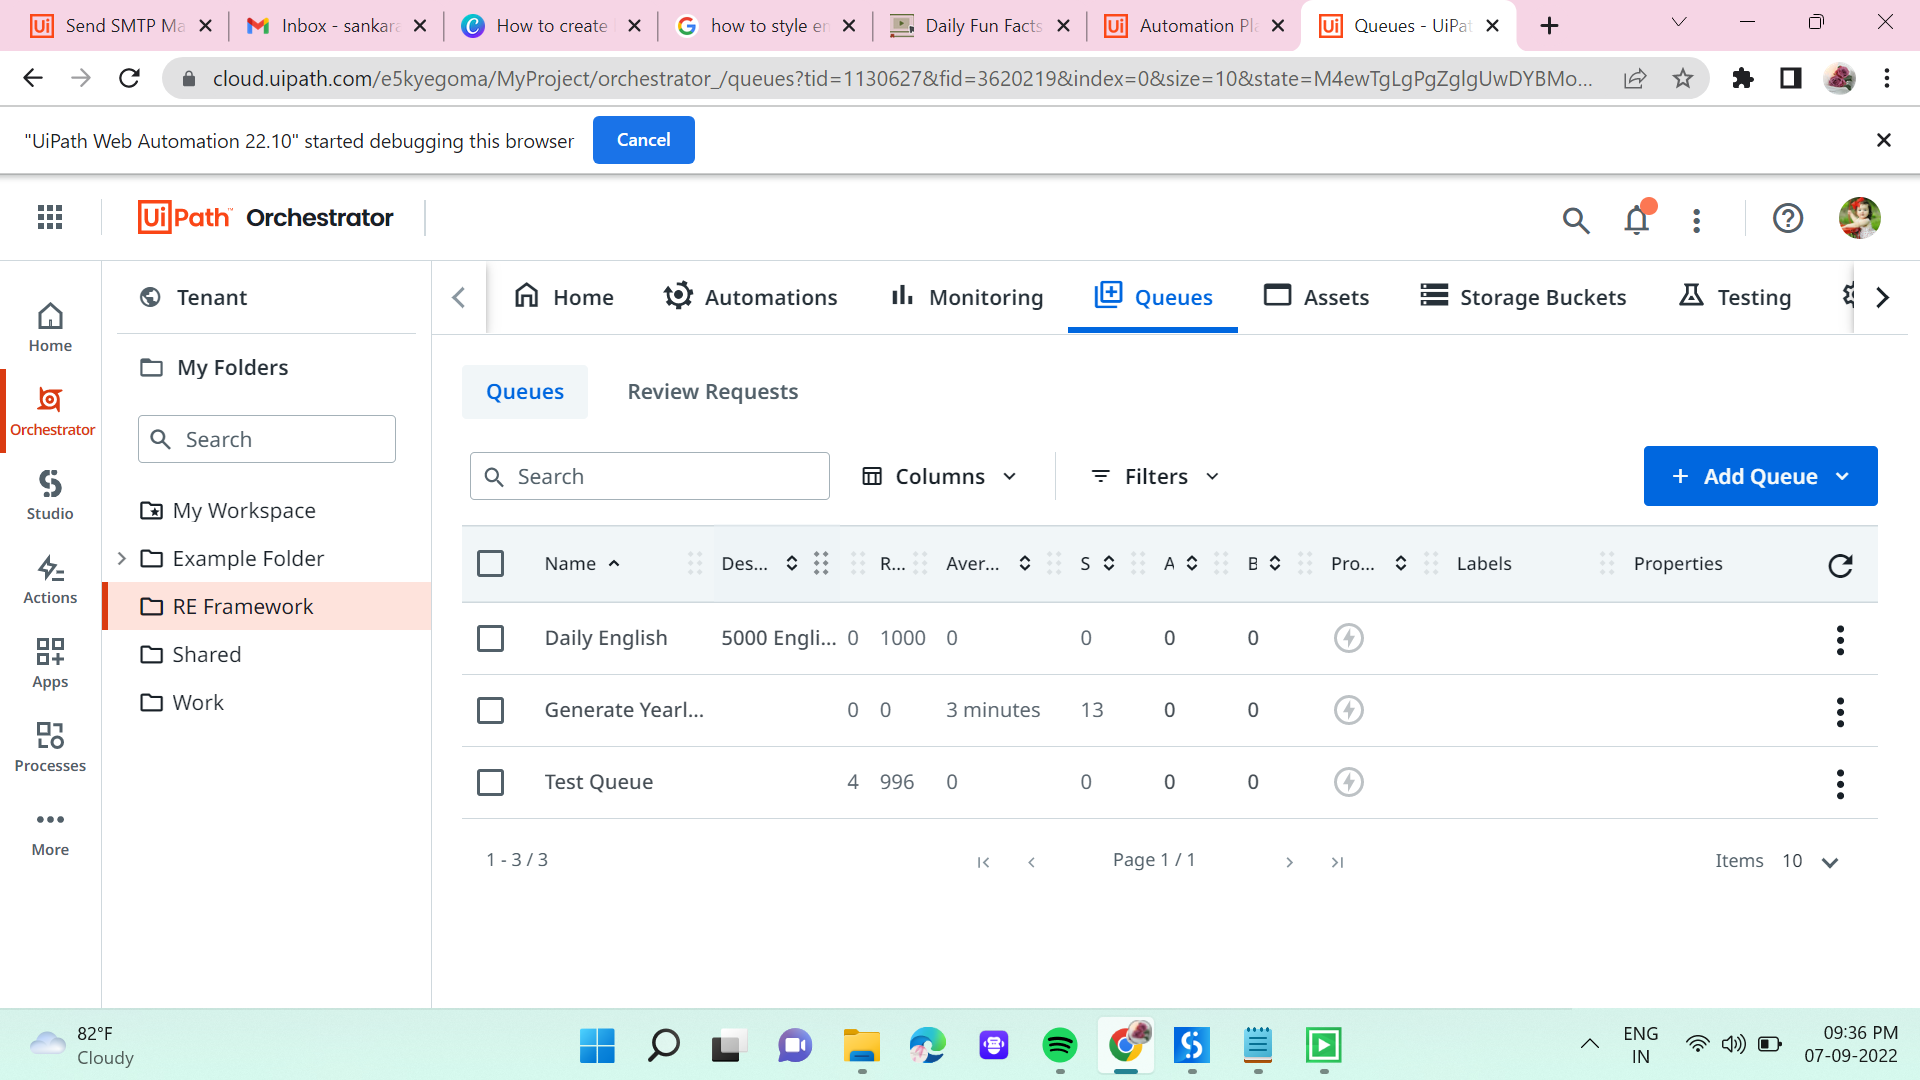 Send SMTP Ma
Inbox - sankara
How to create
how to style en
Daily Fun Facts
Automation Pla
Queues - UiPat
cloud.uipath.com/e5kyegoma/MyProject/orchestrator_/queues?tid=1130627&fid=3620219&index=0&size=10&state=M4ewTgLgPgZglgUwDYBMo...
"UiPath Web Automation 22.10" started debugging this browser
Cancel
UiPath™ Orchestrator
Home
Orchestrator
Studio
Actions
Apps
Processes
More
Tenant
My Folders
Search
My Workspace
Example Folder
RE Framework
Shared
Work
Home Automations Monitoring Queues Assets Storage Buckets Testing
Queues Review Requests
Search Columns Filters + Add Queue
Name Des... R... Aver... S A B Pro... Labels Properties
Daily English 5000 Engli... 0 1000 0 0 0 0
Generate Yearl... 0 0 3 minutes 13 0 0
Test Queue 4 996 0 0 0 0
1 - 3 / 3 Page 1 / 1 Items 10
82°F
Cloudy
ENG
IN
09:36 PM
07-09-2022